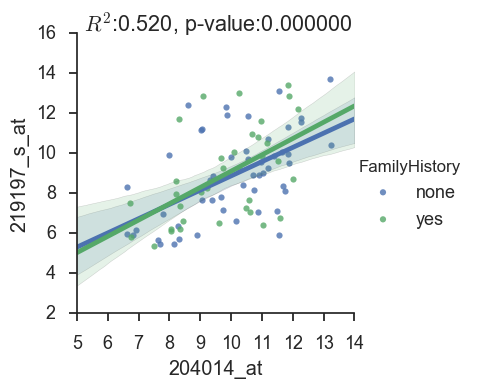 R²:0.520, p-value:0.000000
16
14
12
10
8
6
4
2
219197_s_at
5 6 7 8 9 10 11 12 13 14
204014_at
FamilyHistory
none
yes